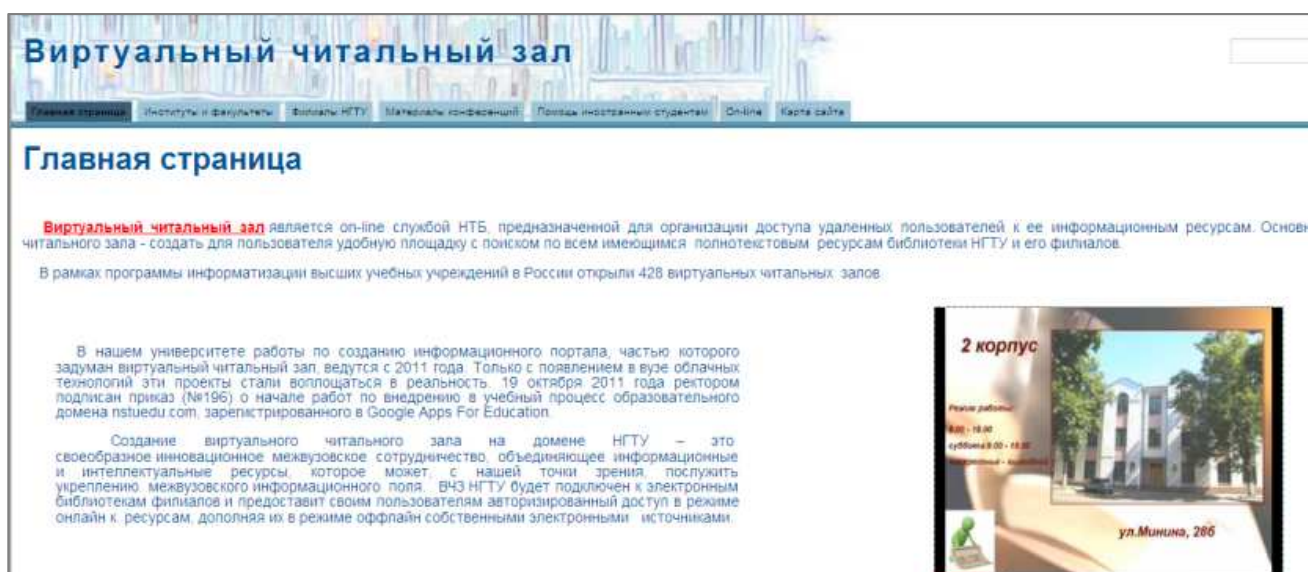 Виртуальный читальный зал
Главная страница Институты и факультеты Филиалы НГТУ Материалы конференций Помощь иностранным студентам On-line Карта сайта
Главная страница
Виртуальный читальный зал является on-line службой НТБ, предназначенной для организации доступа удаленных пользователей к ее информационным ресурсам. Основн
читального зала - создать для пользователя удобную площадку с поиском по всем имеющимся полнотекстовым ресурсам библиотеки НГТУ и его филиалов.
В рамках программы информатизации высших учебных учреждений в России открыли 428 виртуальных читальных залов
В нашем университете работы по созданию информационного портала, частью которого
задуман виртуальный читальный зал, ведутся с 2011 года. Только с появлением в вузе облачных
технологий эти проекты стали воплощаться в реальность. 19 октября 2011 года ректором
подписан приказ (№196) о начале работ по внедрению в учебный процесс образовательного
домена nstuedu.com, зарегистрированного в Google Apps For Education.
Создание виртуального читального зала на домене НГТУ – это
своеобразное инновационное межвузовское сотрудничество, объединяющее информационные
и интеллектуальные ресурсы, которое может, с нашей точки зрения, послужить
укреплению межвузовского информационного поля. ВЧЗ НГТУ будет подключен к электронным
библиотекам филиалов и предоставит своим пользователям авторизированный доступ в режиме
онлайн к ресурсам, дополняя их в режиме оффлайн собственными электронными источниками.
2 корпус
Режим работы:
суббота 9.00 -
ул.Минина, 28б